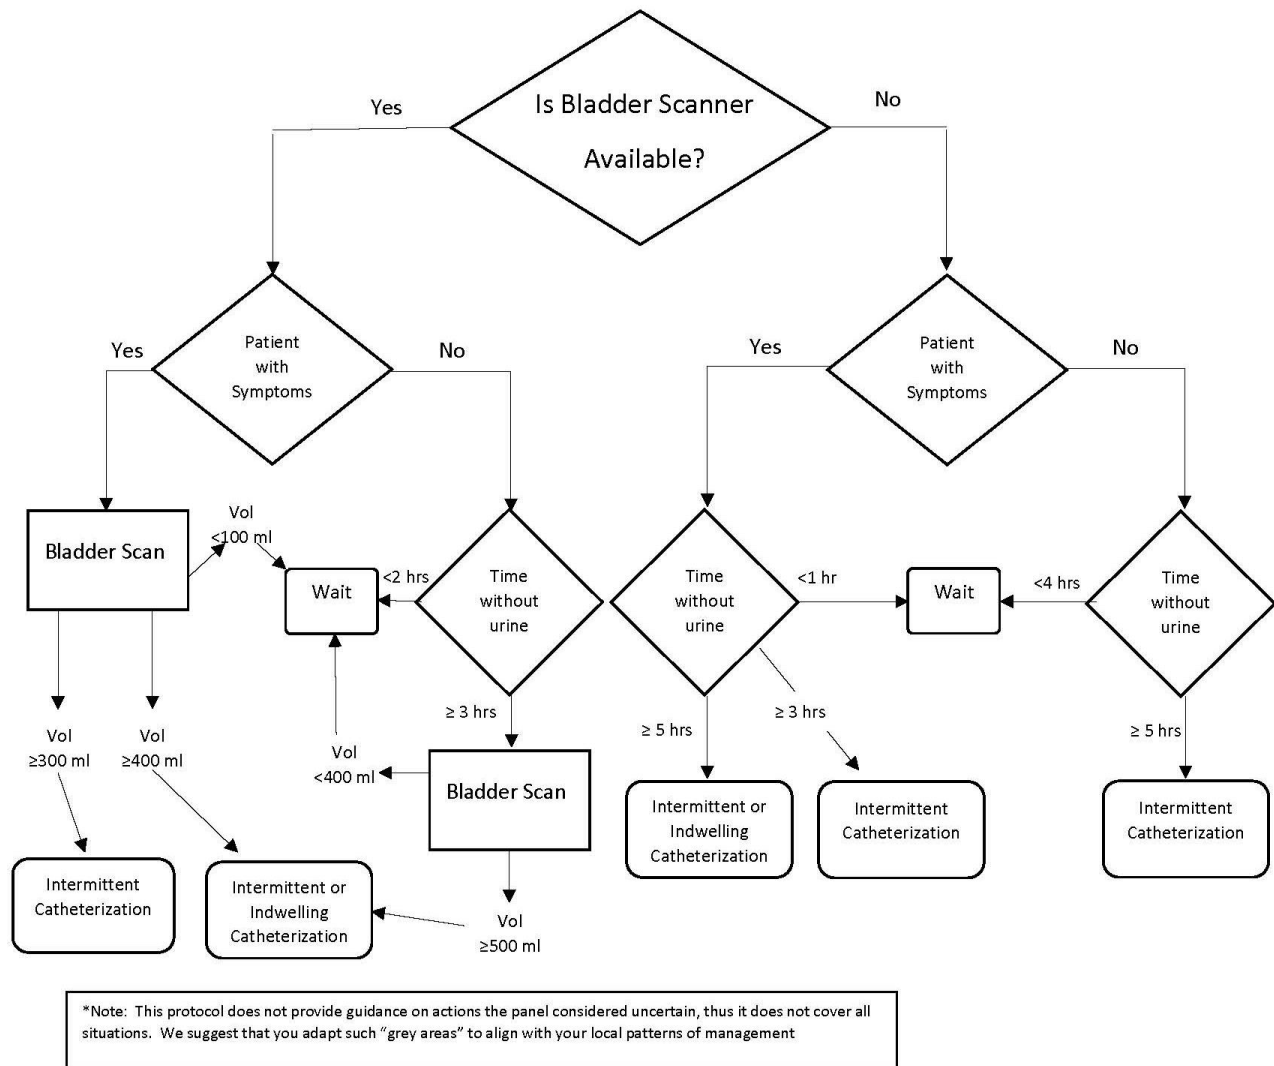 Is Bladder Scanner
Available?
Yes
No
Patient
with
Symptoms
Yes
No
Patient
with
Symptoms
Yes
No
Bladder Scan
Vol
<100 ml
Wait
<2 hrs
Time
without
urine
Time
without
urine
<1 hr
Wait
<4 hrs
Time
without
urine
Vol
≥300 ml
Vol
≥400 ml
Vol
<400 ml
≥ 3 hrs
Bladder Scan
≥ 5 hrs
≥ 3 hrs
≥ 5 hrs
Intermittent
Catheterization
Intermittent or
Indwelling
Catheterization
Vol
≥500 ml
Intermittent or
Indwelling
Catheterization
Intermittent
Catheterization
Intermittent
Catheterization
*Note:  This protocol does not provide guidance on actions the panel considered uncertain, thus it does not cover all
situations.  We suggest that you adapt such “grey areas” to align with your local patterns of management